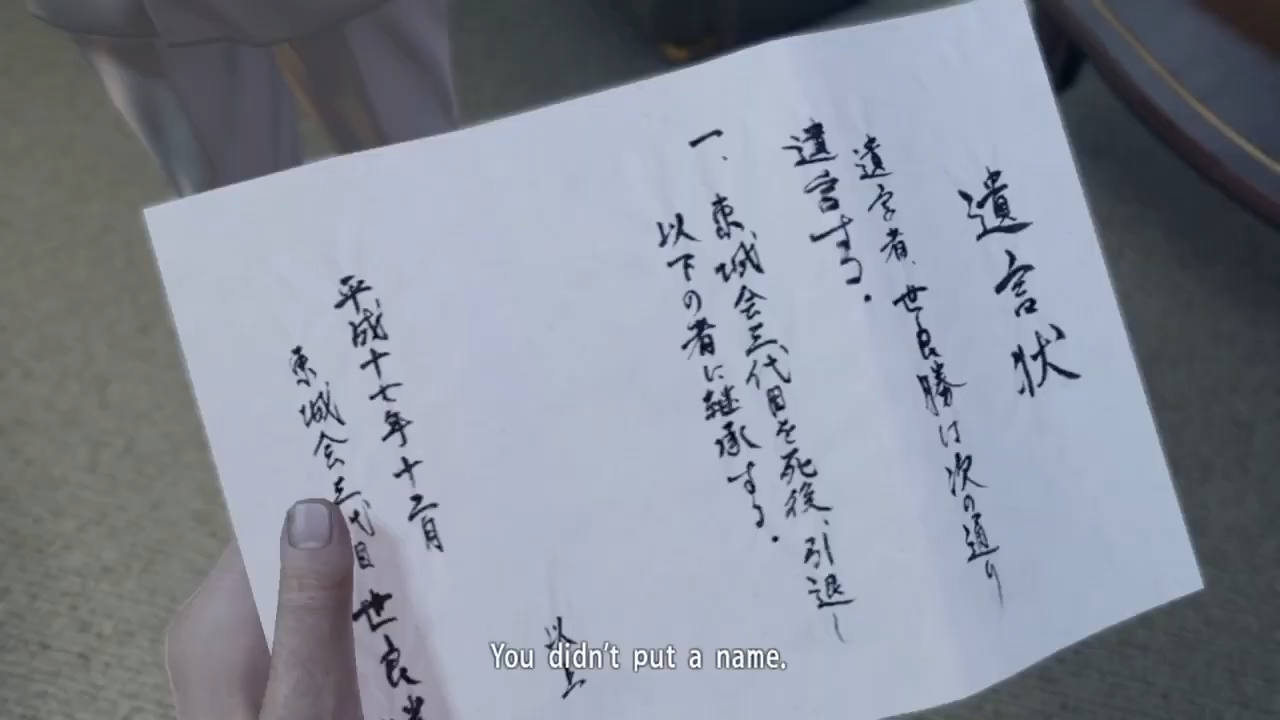 遺言状
遺言者、世良勝は次の通り
遺言する。
一、東城会三代目を死後、引退し
以下の者に継承する。
以上
平成十七年十二月
東城会三代目 世良勝
You didn't put a name.